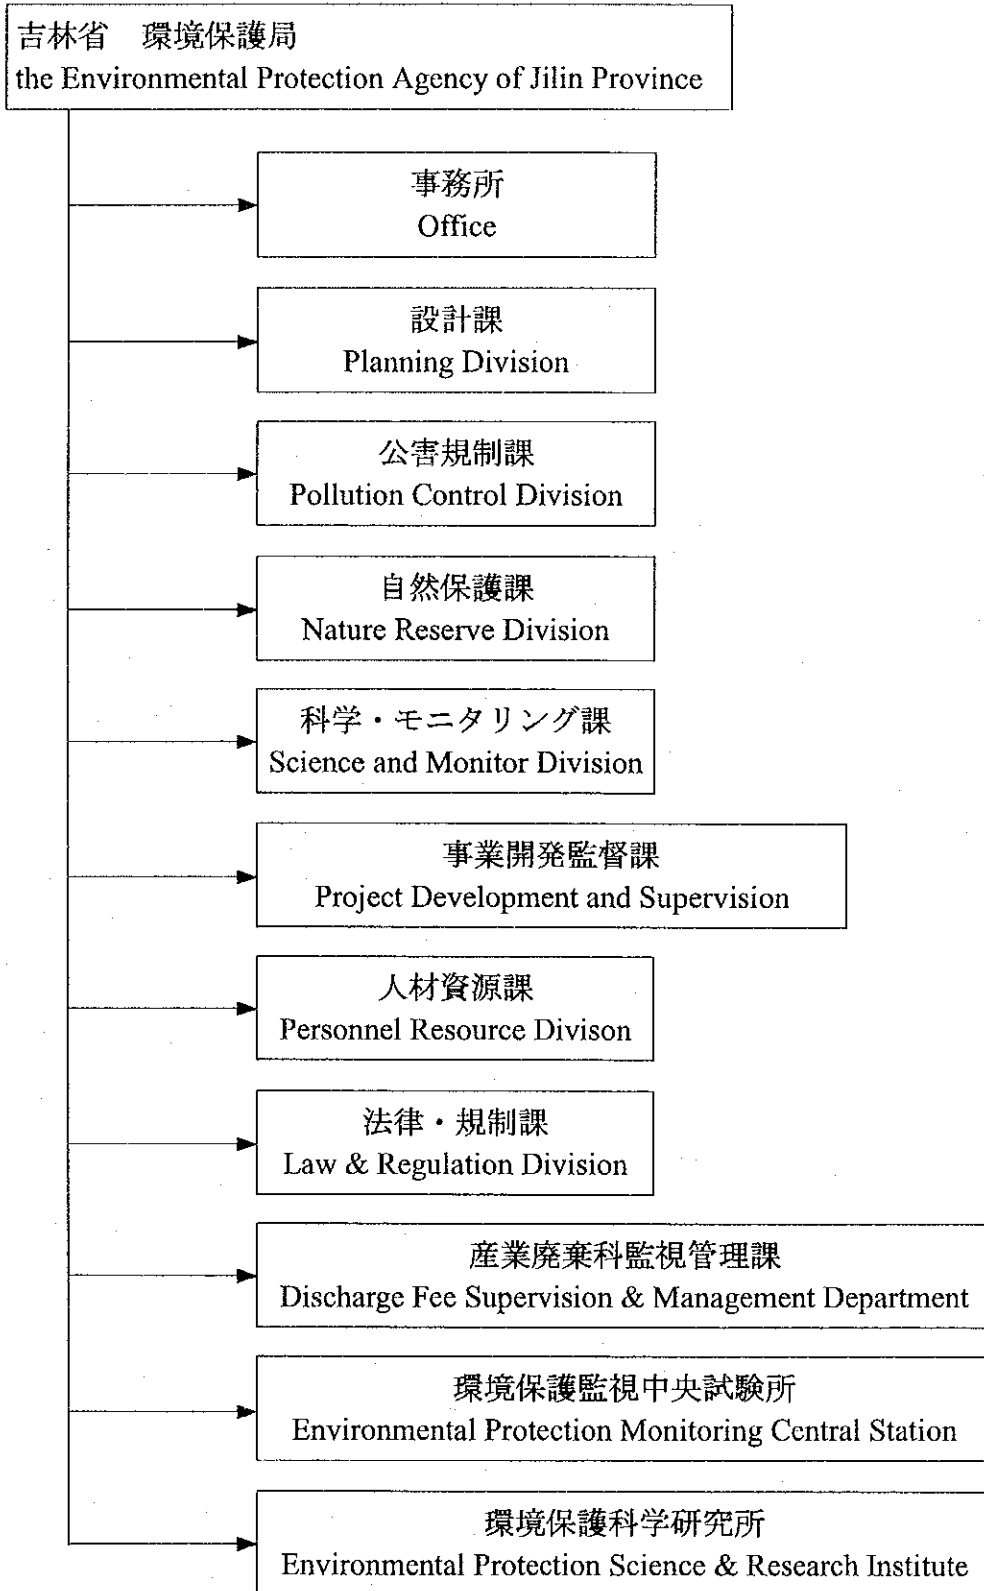 吉林省　環境保護局
the Environmental Protection Agency of Jilin Province
事務所
Office
設計課
Planning Division
公害規制課
Pollution Control Division
自然保護課
Nature Reserve Division
科学・モニタリング課
Science and Monitor Division
事業開発監督課
Project Development and Supervision
人材資源課
Personnel Resource Divison
法律・規制課
Law & Regulation Division
産業廃棄科監視管理課
Discharge Fee Supervision & Management Department
環境保護監視中央試験所
Environmental Protection Monitoring Central Station
環境保護科学研究所
Environmental Protection Science & Research Institute